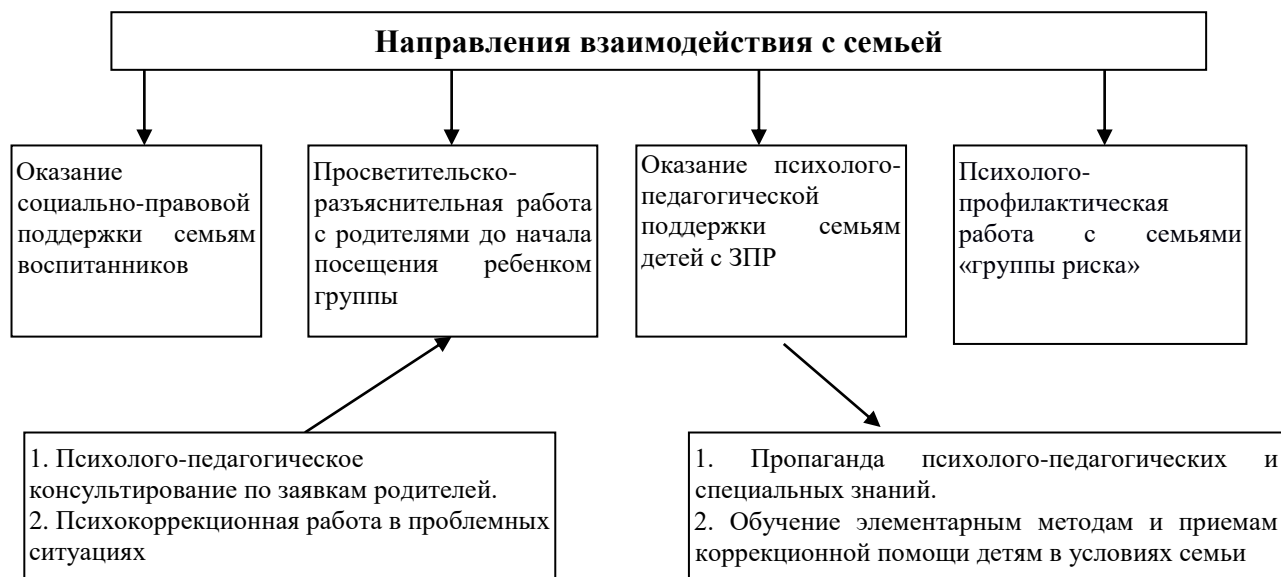 Направления взаимодействия с семьей
Оказание
социально-правовой
поддержки семьям
воспитанников
Просветительско-
разъяснительная работа
с родителями до начала
посещения ребенком
группы
Оказание психолого-
педагогической
поддержки семьям
детей с ЗПР
Психолого-
профилактическая
работа с семьями
«группы риска»
1. Психолого-педагогическое
консультирование по заявкам родителей.
2. Психокоррекционная работа в проблемных
ситуациях
1. Пропаганда психолого-педагогических и
специальных знаний.
2. Обучение элементарным методам и приемам
коррекционной помощи детям в условиях семьи